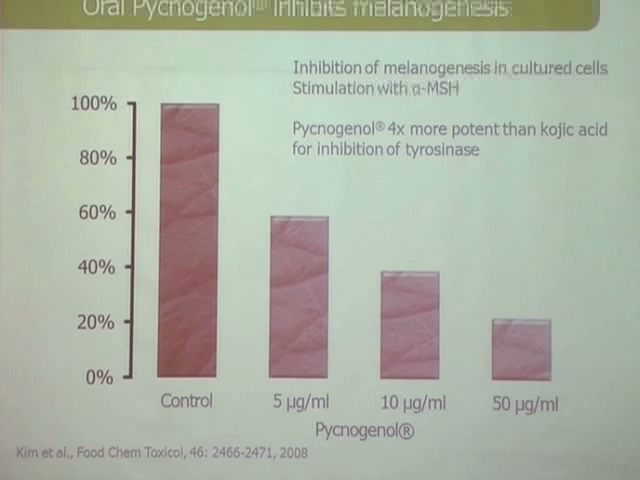 Oral Pycnogenol® inhibits melanogenesis
Inhibition of melanogenesis in cultured cells
Stimulation with α-MSH
Pycnogenol® 4x more potent than kojic acid
for inhibition of tyrosinase
100%
80%
60%
40%
20%
0%
Control 5 µg/ml 10 µg/ml 50 µg/ml
Pycnogenol®
Kim et al., Food Chem Toxicol, 46: 2466-2471, 2008